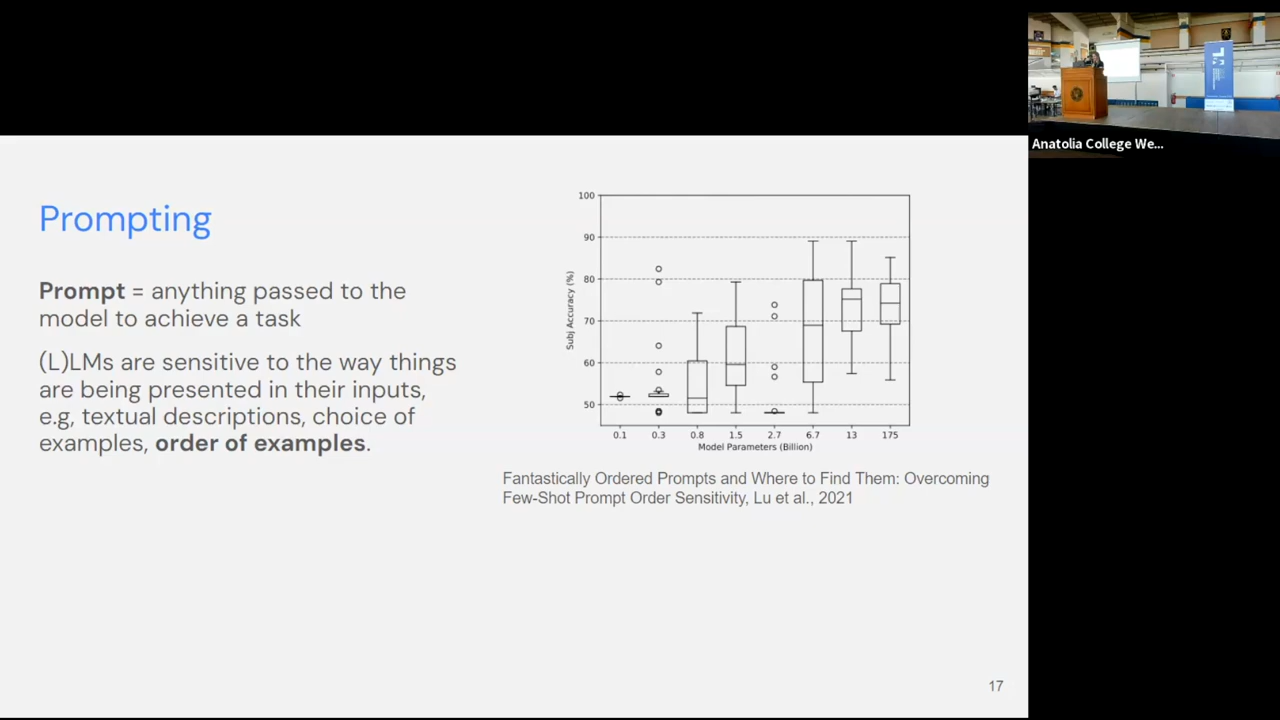 Prompting
Prompt = anything passed to the
model to achieve a task
(L)LMs are sensitive to the way things
are being presented in their inputs,
e.g, textual descriptions, choice of
examples, order of examples.
100
90
80
70
60
50
Subj Accuracy (%)
0.1 0.3 0.8 1.5 2.7 6.7 13 175
Model Parameters (Billion)
Fantastically Ordered Prompts and Where to Find Them: Overcoming
Few-Shot Prompt Order Sensitivity, Lu et al., 2021
17
Anatolia College We...